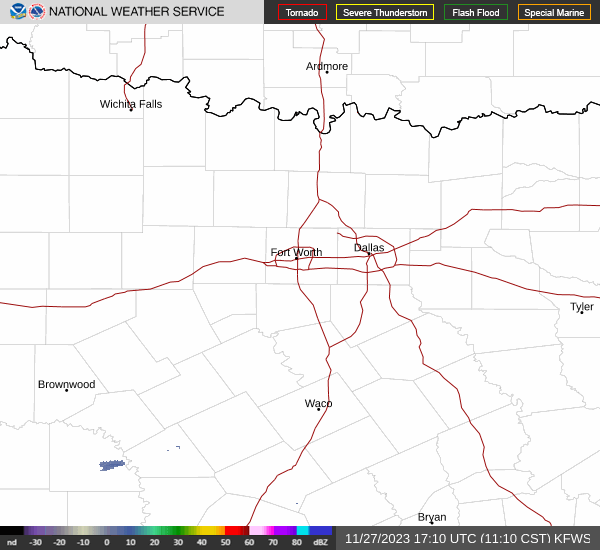 NATIONAL WEATHER SERVICE Tornado Severe Thunderstorm Flash Flood Special Marine
Ardmore
Wichita Falls
Dallas
Fort Worth
Tyler
Brownwood
Waco
Bryan
nd -30 -20 -10 0 10 20 30 40 50 60 70 80 dBZ 11/27/2023 17:10 UTC (11:10 CST) KFWS